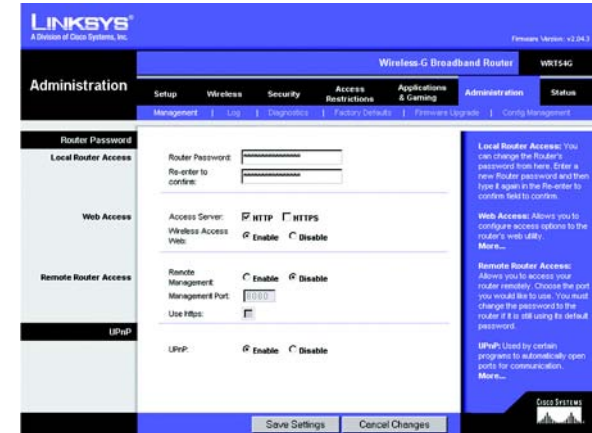 LINKSYS®
A Division of Cisco Systems, Inc.
Firmware Version: v2.04.3
Wireless-G Broadband Router WRT54G
Administration
Setup Wireless Security Access Restrictions Applications & Gaming Administration Status
Management | Log | Diagnostics | Factory Defaults | Firmware Upgrade | Config Management
Router Password
Local Router Access
Router Password:
Re-enter to
confirm:
Web Access
Access Server: HTTP HTTPS
Wireless Access
Web: Enable Disable
Remote Router Access
Remote
Management: Enable Disable
Management Port: 8080
Use https:
UPnP
UPnP: Enable Disable
Save Settings Cancel Changes
Local Router Access: You
can change the Router's
password from here. Enter a
new Router password and then
type it again in the Re-enter to
confirm field to confirm.
Web Access: Allows you to
configure access options to the
router's web utility.
More...
Remote Router Access:
Allows you to access your
router remotely. Choose the port
you would like to use. You must
change the password to the
router if it is still using its default
password.
UPnP: Used by certain
programs to automatically open
ports for communication.
More...
CISCO SYSTEMS